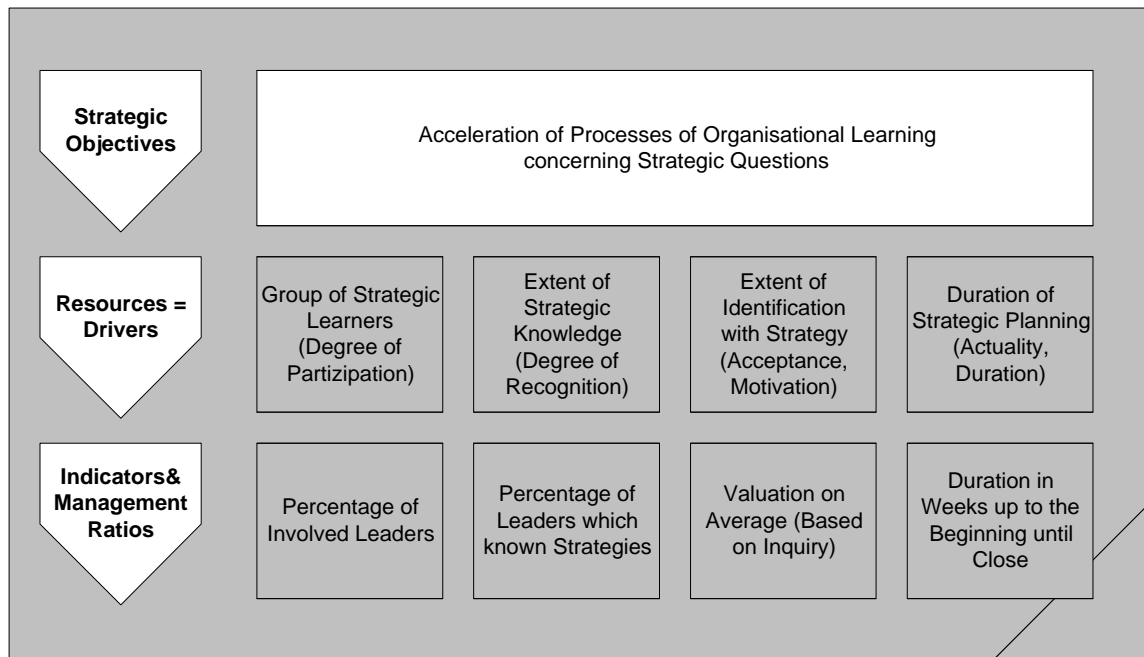 Strategic
Objectives
Acceleration of Processes of Organisational Learning
concerning Strategic Questions
Resources =
Drivers
Group of Strategic
Learners
(Degree of
Partizipation)
Extent of
Strategic
Knowledge
(Degree of
Recognition)
Extent of
Identification
with Strategy
(Acceptance,
Motivation)
Duration of
Strategic Planning
(Actuality,
Duration)
Indicators&
Management
Ratios
Percentage of
Involved Leaders
Percentage of
Leaders which
known Strategies
Valuation on
Average (Based
on Inquiry)
Duration in
Weeks up to the
Beginning until
Close